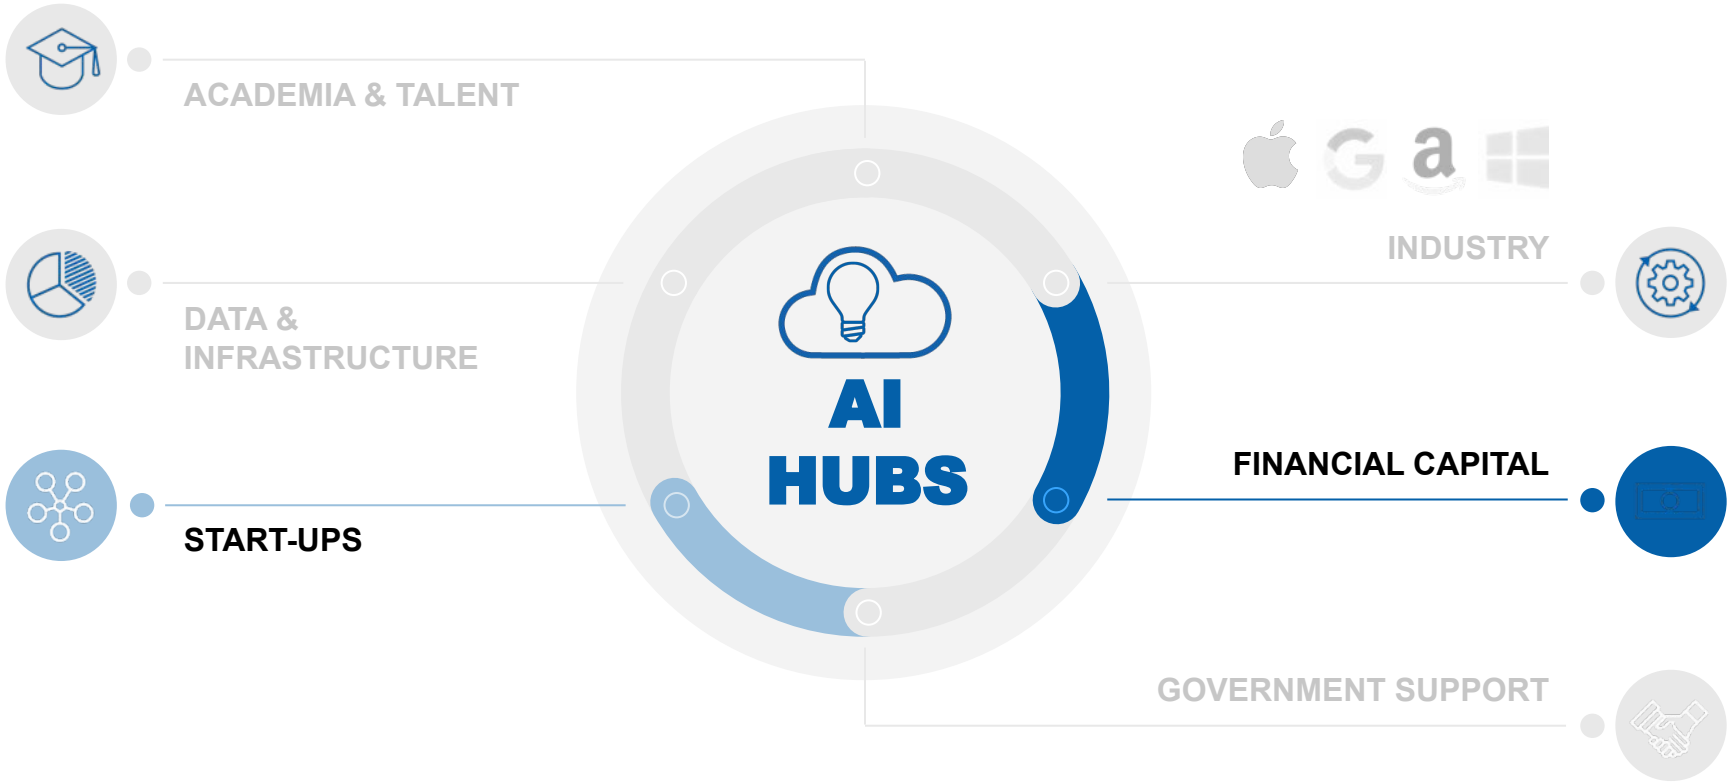 ACADEMIA & TALENT
DATA &
INFRASTRUCTURE
START-UPS
AI
HUBS
INDUSTRY
FINANCIAL CAPITAL
GOVERNMENT SUPPORT